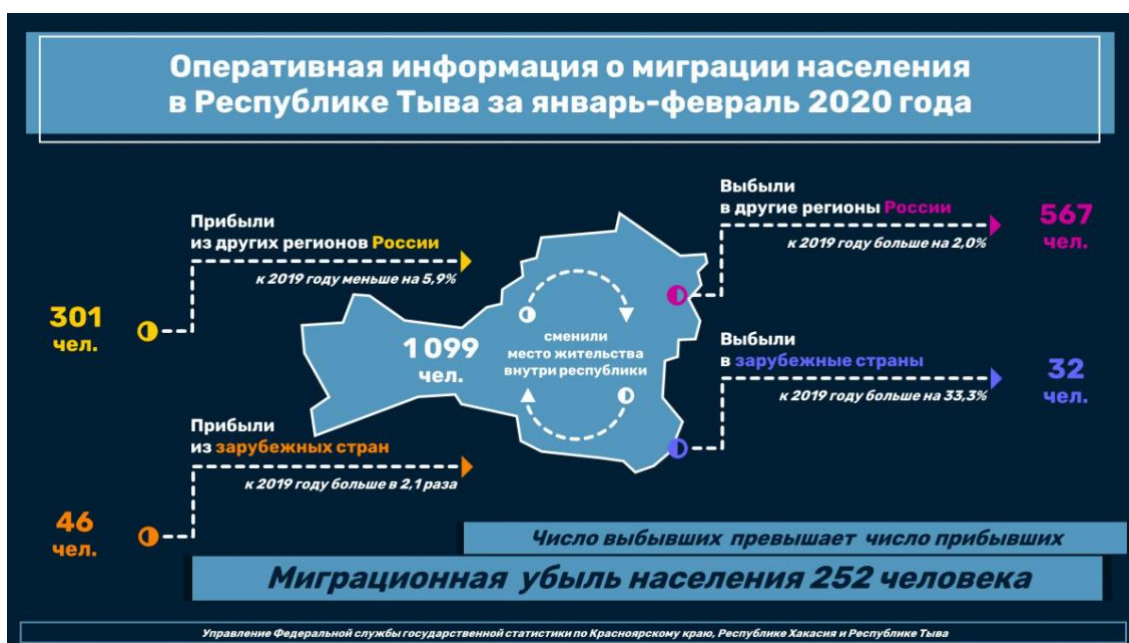 Оперативная информация о миграции населения
в Республике Тыва за январь-февраль 2020 года
Прибыли
из других регионов России
к 2019 году меньше на 5,9%
301
чел.
Прибыли
из зарубежных стран
к 2019 году больше в 2,1 раза
46
чел.
1 099
чел.
сменили
место жительства
внутри республики
Выбыли
в другие регионы России
к 2019 году больше на 2,0%
567
чел.
Выбыли
в зарубежные страны
к 2019 году больше на 33,3%
32
чел.
Число выбывших превышает число прибывших
Миграционная убыль населения 252 человека
Управление Федеральной службы государственной статистики по Красноярскому краю, Республике Хакасия и Республике Тыва